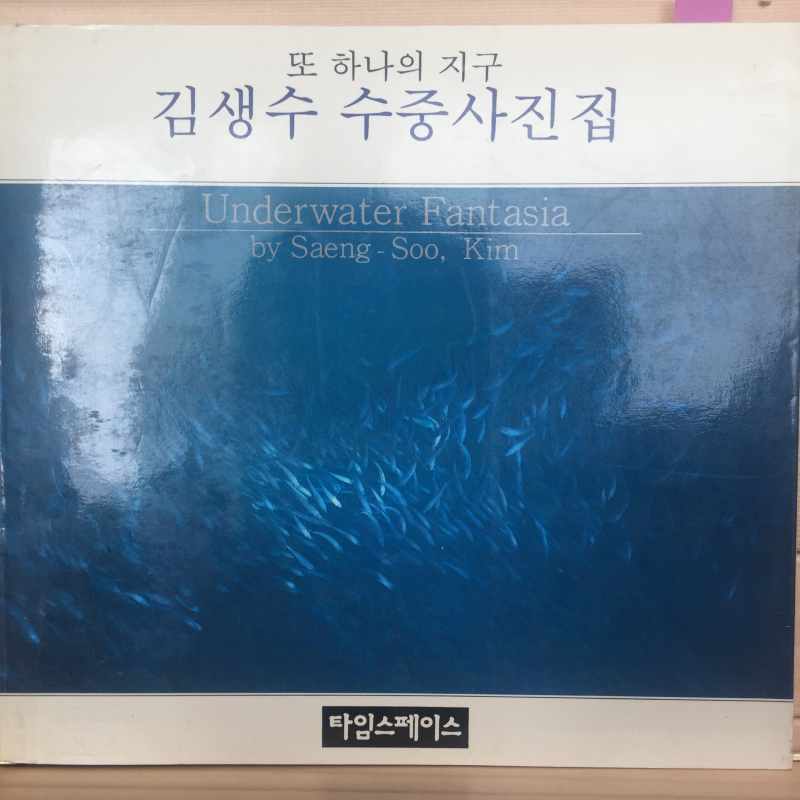 또 하나의 지구
김생수 수중사진집
Underwater Fantasia
by Saeng - Soo, Kim
타임스페이스